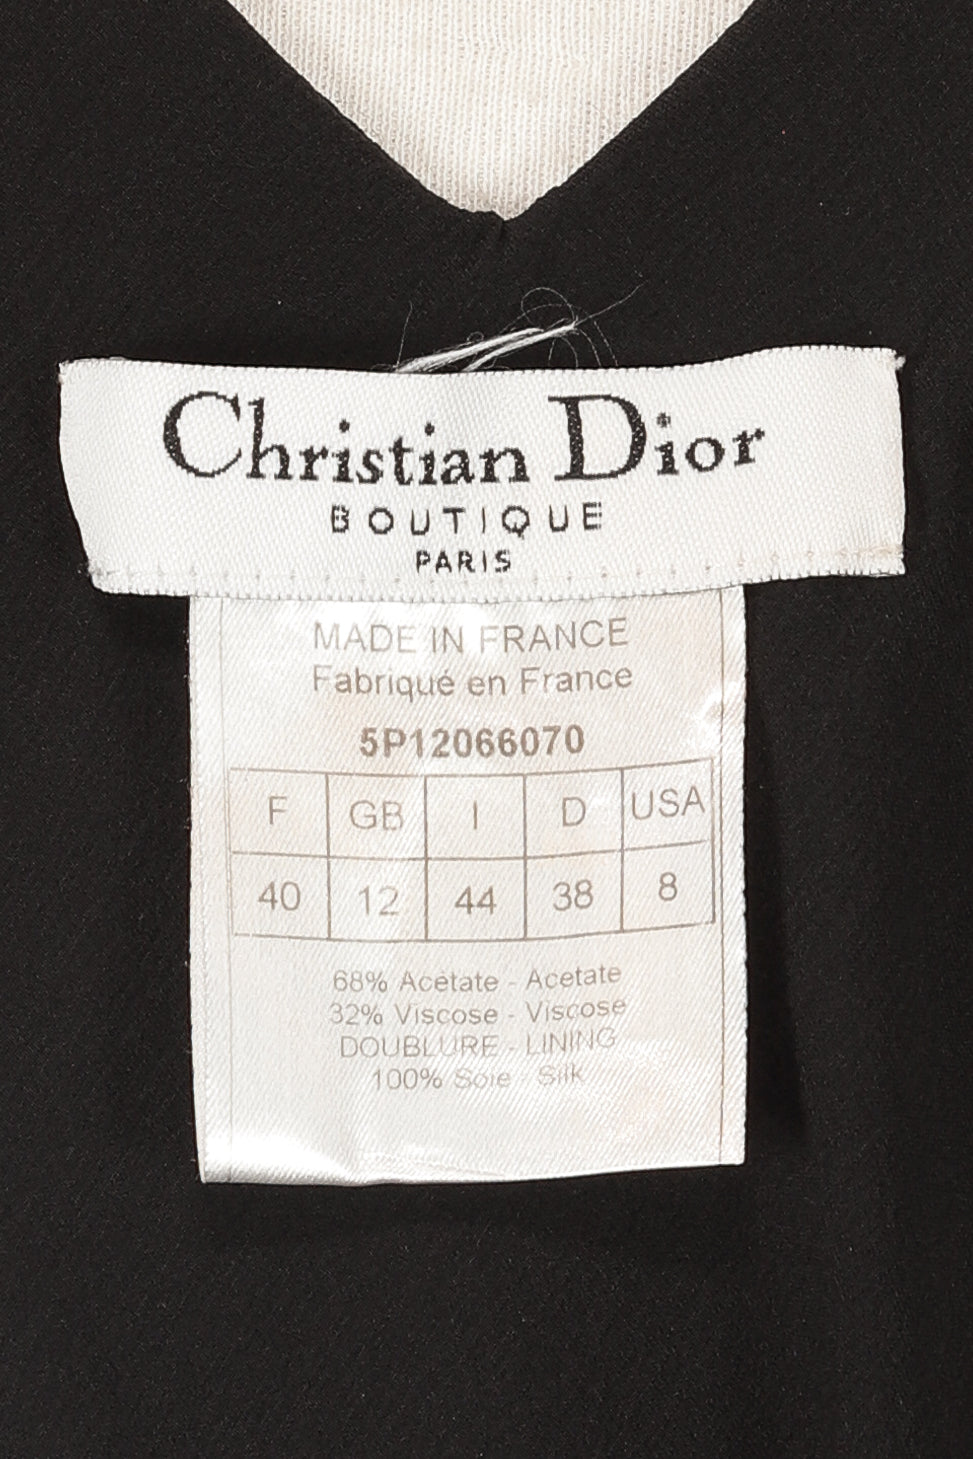 Christian Dior
BOUTIQUE
PARIS
MADE IN FRANCE
Fabriqué en France
5P12066070
F GB I D USA
40 12 44 38 8
68% Acétate - Acetate
32% Viscose - Viscose
DOUBLURE - LINING
100% Soie - Silk